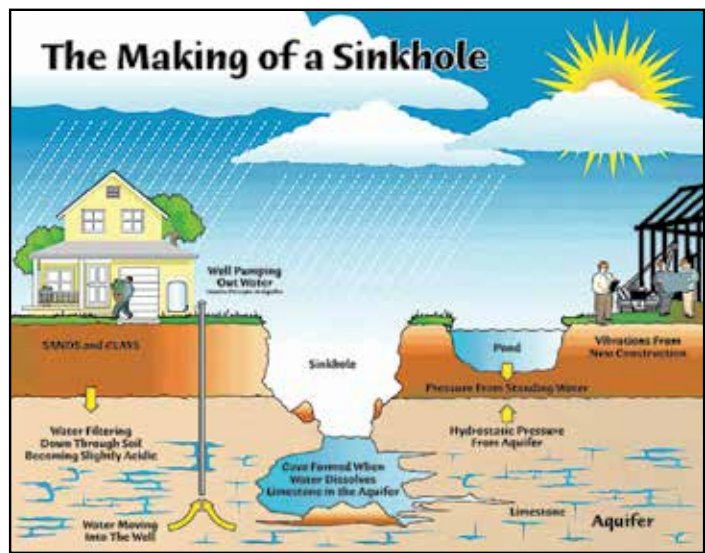 The Making of a Sinkhole
Well Pumping
Out Water
SANDS and CLAYS
Sinkhole
Pond
Vibrations From
New Construction
Pressure From Standing Water
Water Filtering
Down Through Soil
Becoming Slightly Acidic
Hydrostatic Pressure
From Aquifer
Cave Formed When
Water Dissolves
Limestone in the Aquifer
Limestone
Aquifer
Water Moving
Into The Well